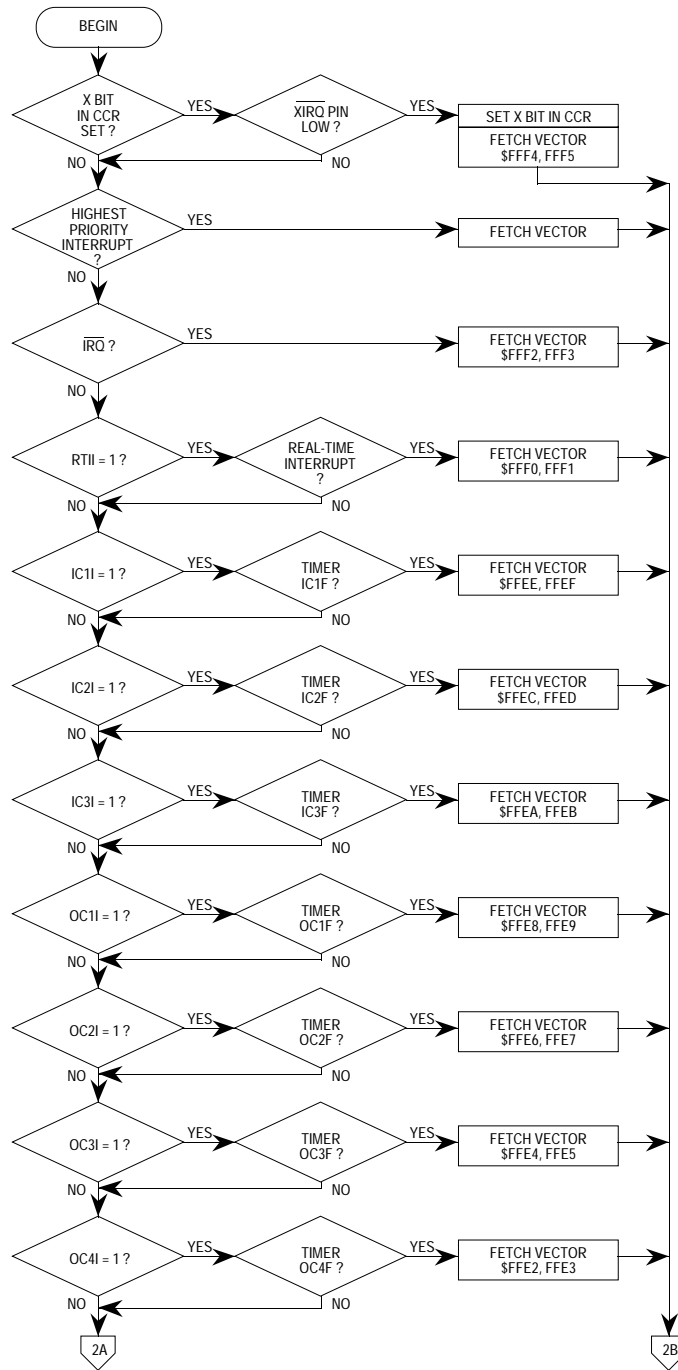 BEGIN
X BIT
IN CCR
SET ?
YES
XIRQ PIN
LOW ?
YES
SET X BIT IN CCR
FETCH VECTOR
$FFF4, FFF5
NO
NO
HIGHEST
PRIORITY
INTERRUPT
?
YES
FETCH VECTOR
NO
IRQ ?
YES
FETCH VECTOR
$FFF2, FFF3
NO
RTII = 1 ?
YES
REAL-TIME
INTERRUPT
?
YES
FETCH VECTOR
$FFF0, FFF1
NO
NO
IC1I = 1 ?
YES
TIMER
IC1F ?
YES
FETCH VECTOR
$FFEE, FFEF
NO
NO
IC2I = 1 ?
YES
TIMER
IC2F ?
YES
FETCH VECTOR
$FFEC, FFED
NO
NO
IC3I = 1 ?
YES
TIMER
IC3F ?
YES
FETCH VECTOR
$FFEA, FFEB
NO
NO
OC1I = 1 ?
YES
TIMER
OC1F ?
YES
FETCH VECTOR
$FFE8, FFE9
NO
NO
OC2I = 1 ?
YES
TIMER
OC2F ?
YES
FETCH VECTOR
$FFE6, FFE7
NO
NO
OC3I = 1 ?
YES
TIMER
OC3F ?
YES
FETCH VECTOR
$FFE4, FFE5
NO
NO
OC4I = 1 ?
YES
TIMER
OC4F ?
YES
FETCH VECTOR
$FFE2, FFE3
NO
NO
2A
2B